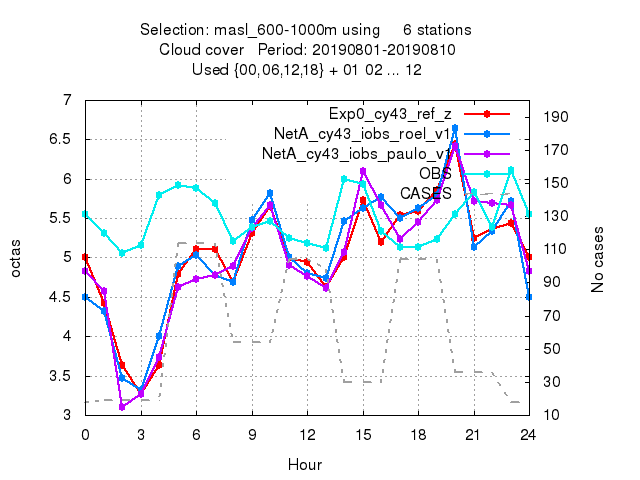 Selection: masl_600-1000m using 6 stations
Cloud cover Period: 20190801-20190810
Used {00,06,12,18} + 01 02 ... 12
7
6.5
6
5.5
5
4.5
4
3.5
3
octas
190
170
150
130
110
90
70
50
30
10
No cases
Exp0_cy43_ref_z
NetA_cy43_iobs_roel_v1
NetA_cy43_iobs_paulo_v1
OBS
CASES
0 3 6 9 12 15 18 21 24
Hour